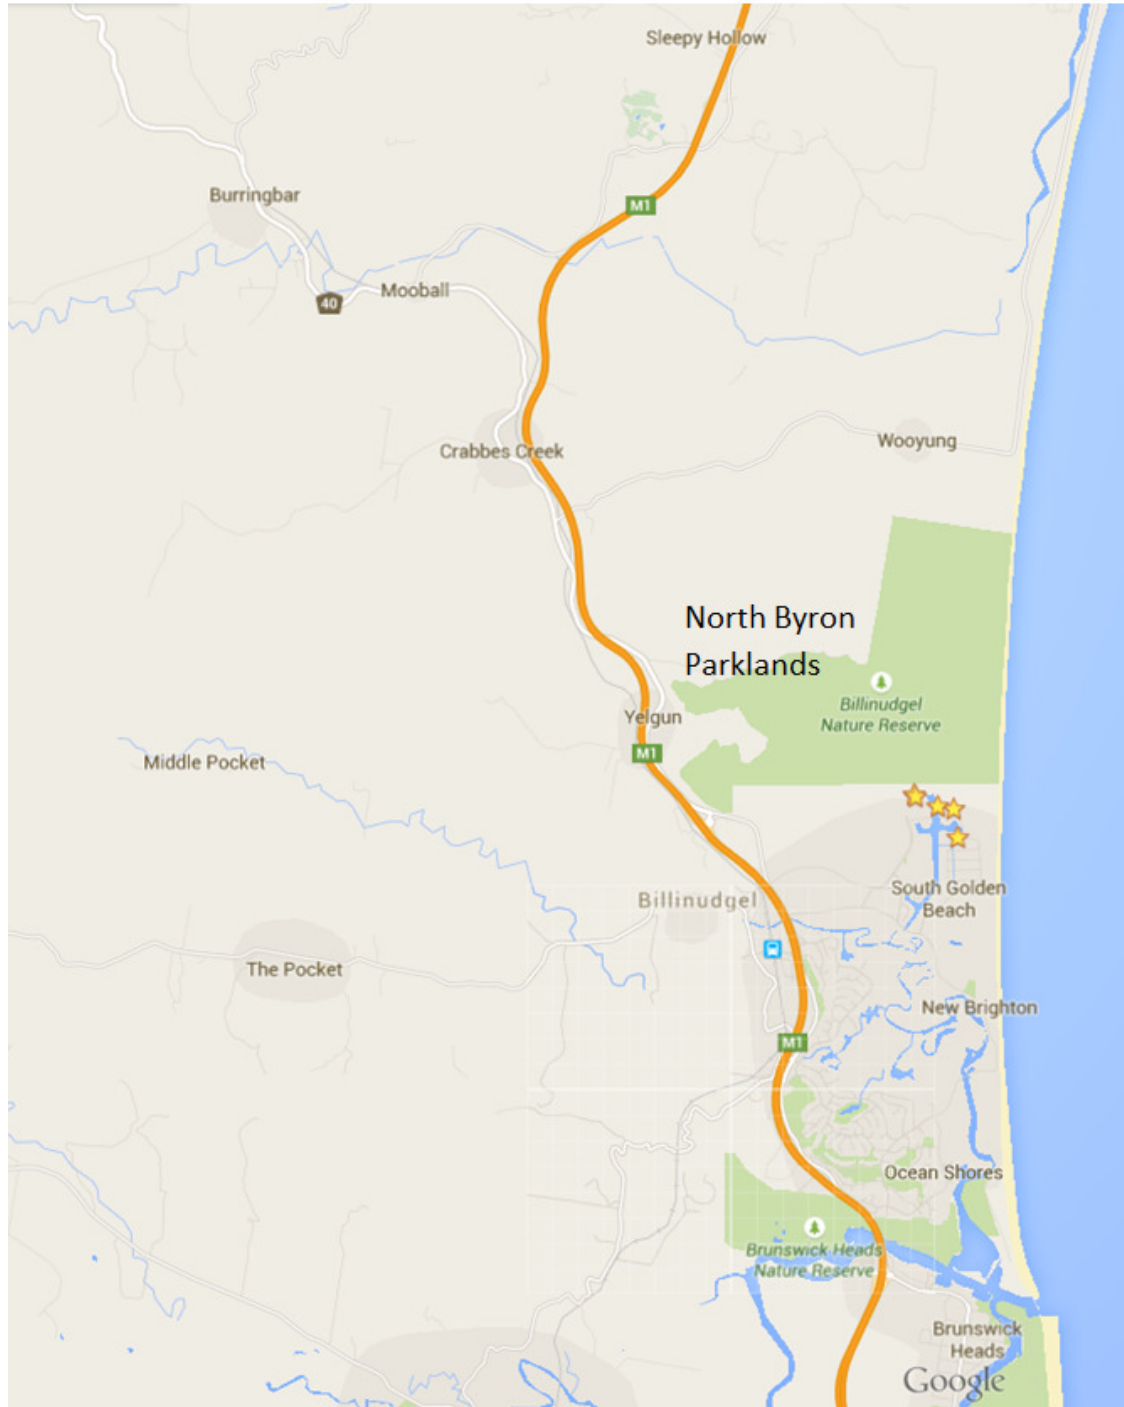 Sleepy Hollow
Burringbar
M1
40
Mooball
Wooyung
Crabbes Creek
North Byron
Parklands
Billinudgel
Nature Reserve
Yelgun
M1
Middle Pocket
South Golden
Beach
Billinudgel
The Pocket
New Brighton
M1
Ocean Shores
Brunswick Heads
Nature Reserve
Brunswick
Heads
Google